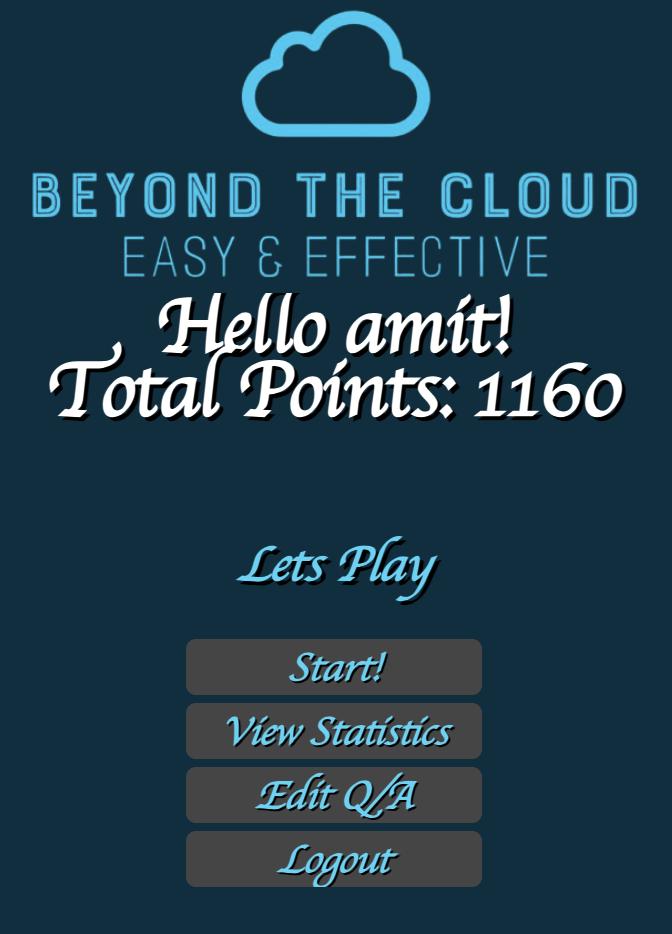 BEYOND THE CLOUD
EASY & EFFECTIVE
Hello amit!
Total Points: 1160
Lets Play
Start!
View Statistics
Edit Q/A
Logout